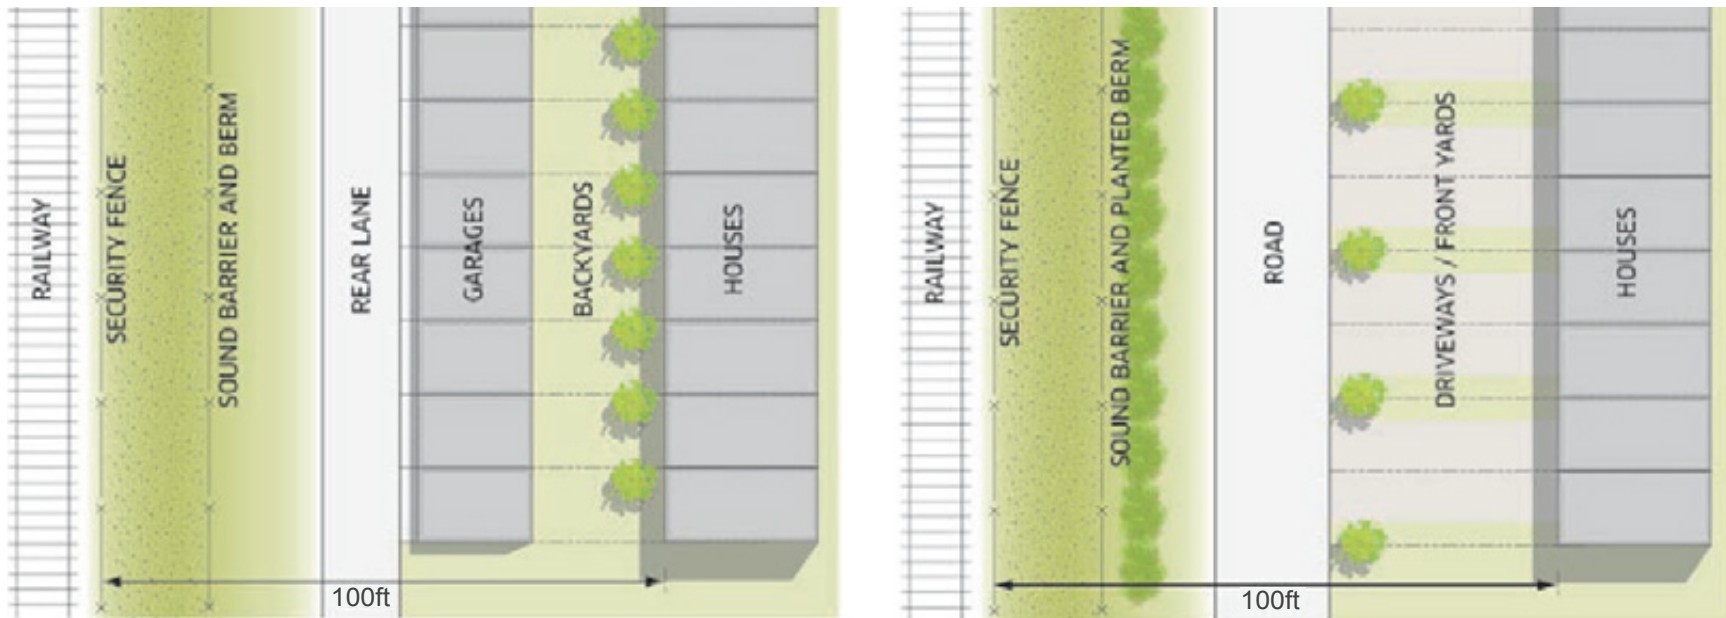 RAILWAY
SECURITY FENCE
SOUND BARRIER AND BERM
REAR LANE
GARAGES
BACKYARDS
HOUSES
100ft
RAILWAY
SECURITY FENCE
SOUND BARRIER AND PLANTED BERM
ROAD
DRIVEWAYS / FRONT YARDS
HOUSES
100ft